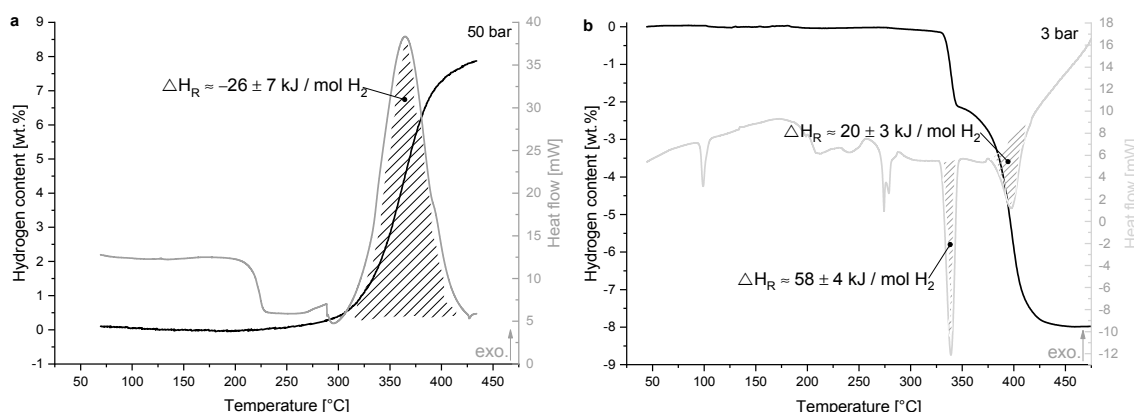 a
50 bar
△H_R ≈ −26 ± 7 kJ / mol H₂
Hydrogen content [wt.%]
9
8
7
6
5
4
3
2
1
0
-1
Heat flow [mW]
40
35
30
25
20
15
10
5
0
exo.
50 100 150 200 250 300 350 400 450
Temperature [°C]
b
3 bar
△H_R ≈ 20 ± 3 kJ / mol H₂
△H_R ≈ 58 ± 4 kJ / mol H₂
Hydrogen content [wt.%]
0
-1
-2
-3
-4
-5
-6
-7
-8
-9
Heat flow [mW]
18
16
14
12
10
8
6
4
2
0
-2
-4
-6
-8
-10
-12
exo.
50 100 150 200 250 300 350 400 450
Temperature [°C]